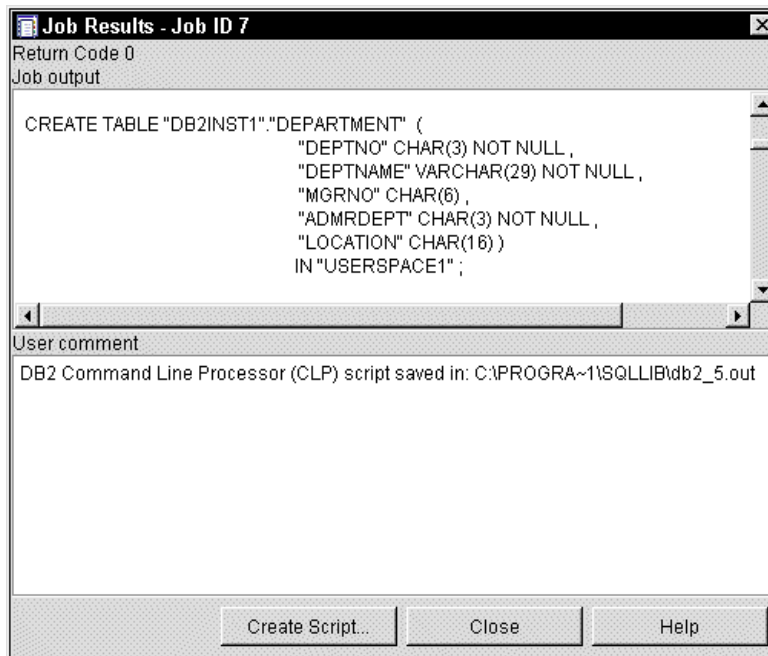 Job Results - Job ID 7
Return Code 0
Job output
CREATE TABLE "DB2INST1"."DEPARTMENT" (
"DEPTNO" CHAR(3) NOT NULL ,
"DEPTNAME" VARCHAR(29) NOT NULL ,
"MGRNO" CHAR(6) ,
"ADMRDEPT" CHAR(3) NOT NULL ,
"LOCATION" CHAR(16) )
IN "USERSPACE1" ;
User comment
DB2 Command Line Processor (CLP) script saved in: C:\PROGRA~1\SQLLIB\db2_5.out
Create Script... Close Help